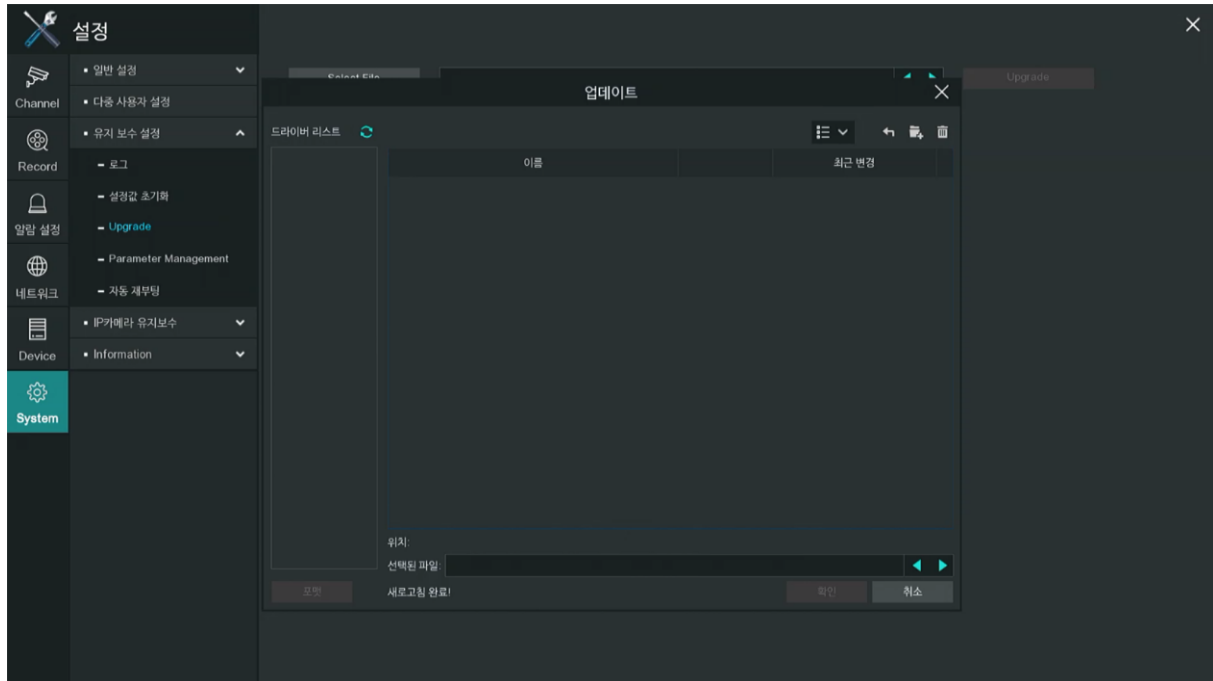 설정
Channel
Record
알람 설정
네트워크
Device
System
일반 설정
다중 사용자 설정
유지 보수 설정
로그
설정값 초기화
Upgrade
Parameter Management
자동 재부팅
IP카메라 유지보수
Information
Select File
Upgrade
업데이트
드라이버 리스트
이름
최근 변경
위치:
선택된 파일:
포맷
새로고침 완료!
확인
취소